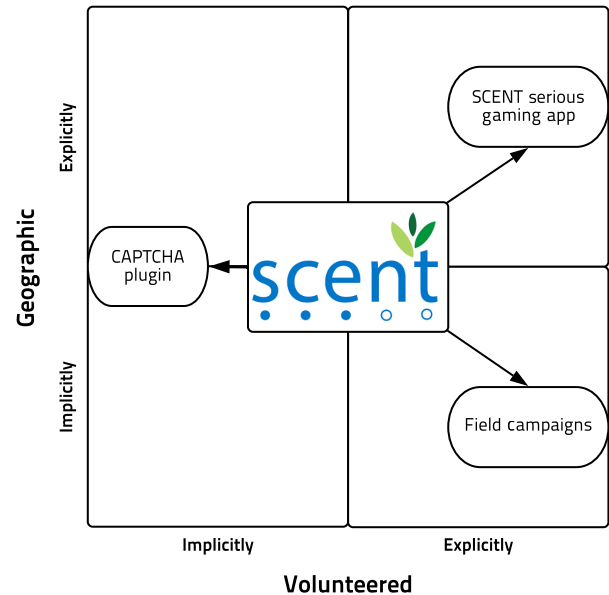 SCENT serious
gaming app
Explicitly
Geographic
CAPTCHA
plugin
scent
Implicitly
Field campaigns
Implicitly
Explicitly
Volunteered